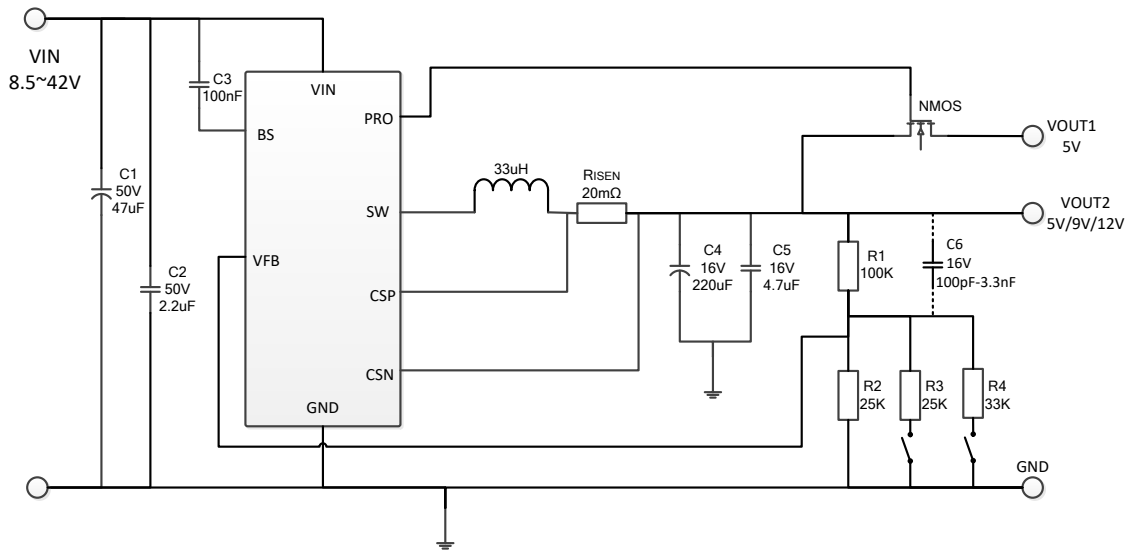 VIN
8.5~42V
C1
50V
47uF
C2
50V
2.2uF
C3
100nF
VIN
BS
PRO
SW
VFB
CSP
CSN
GND
33uH
RISEN
20mΩ
NMOS
VOUT1
5V
VOUT2
5V/9V/12V
C4
16V
220uF
C5
16V
4.7uF
R1
100K
C6
16V
100pF-3.3nF
R2
25K
R3
25K
R4
33K
GND